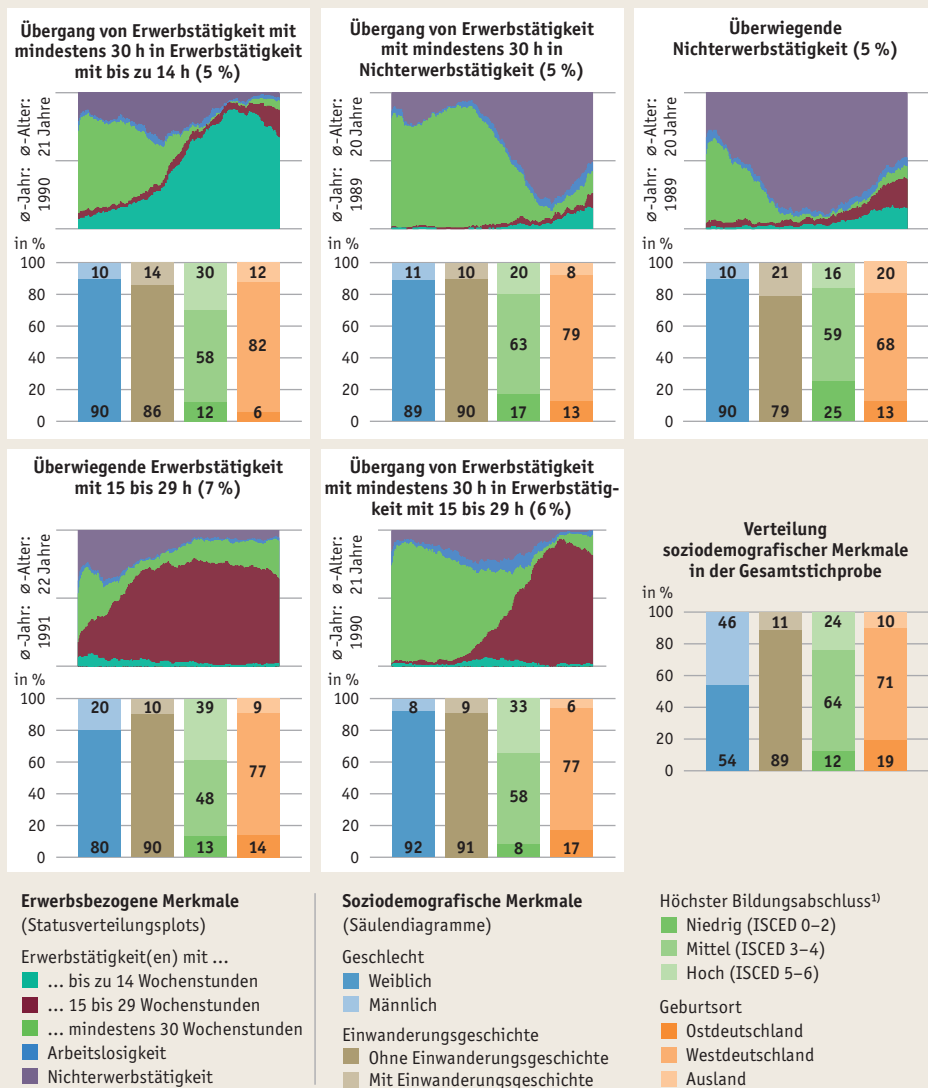 Übergang von Erwerbstätigkeit mit
mindestens 30 h in Erwerbstätigkeit
mit bis zu 14 h (5 %)
ø-Alter:
21 Jahre
ø-Jahr:
1990
in %
100
80
60
40
20
0
10
14
30
12
58
82
90
86
12
6
Übergang von Erwerbstätigkeit
mit mindestens 30 h in
Nichterwerbstätigkeit (5 %)
ø-Alter:
20 Jahre
ø-Jahr:
1989
in %
100
80
60
40
20
0
11
10
20
8
63
79
89
90
17
13
Überwiegende
Nichterwerbstätigkeit (5 %)
ø-Alter:
20 Jahre
ø-Jahr:
1989
in %
100
80
60
40
20
0
10
21
16
20
59
68
90
79
25
13
Überwiegende Erwerbstätigkeit
mit 15 bis 29 h (7 %)
ø-Alter:
22 Jahre
ø-Jahr:
1991
in %
100
80
60
40
20
0
20
10
39
9
48
77
80
90
13
14
Übergang von Erwerbstätigkeit
mit mindestens 30 h in Erwerbstätig-
keit mit 15 bis 29 h (6 %)
ø-Alter:
21 Jahre
ø-Jahr:
1990
in %
100
80
60
40
20
0
8
9
33
6
58
77
92
91
8
17
Verteilung
soziodemografischer Merkmale
in der Gesamtstichprobe
in %
100
80
60
40
20
0
46
11
24
10
64
71
54
89
12
19
Erwerbsbezogene Merkmale
(Statusverteilungsplots)
Erwerbstätigkeit(en) mit ...
... bis zu 14 Wochenstunden
... 15 bis 29 Wochenstunden
... mindestens 30 Wochenstunden
Arbeitslosigkeit
Nichterwerbstätigkeit
Soziodemografische Merkmale
(Säulendiagramme)
Geschlecht
Weiblich
Männlich
Einwanderungsgeschichte
Ohne Einwanderungsgeschichte
Mit Einwanderungsgeschichte
Höchster Bildungsabschluss¹⁾
Niedrig (ISCED 0–2)
Mittel (ISCED 3–4)
Hoch (ISCED 5–6)
Geburtsort
Ostdeutschland
Westdeutschland
Ausland